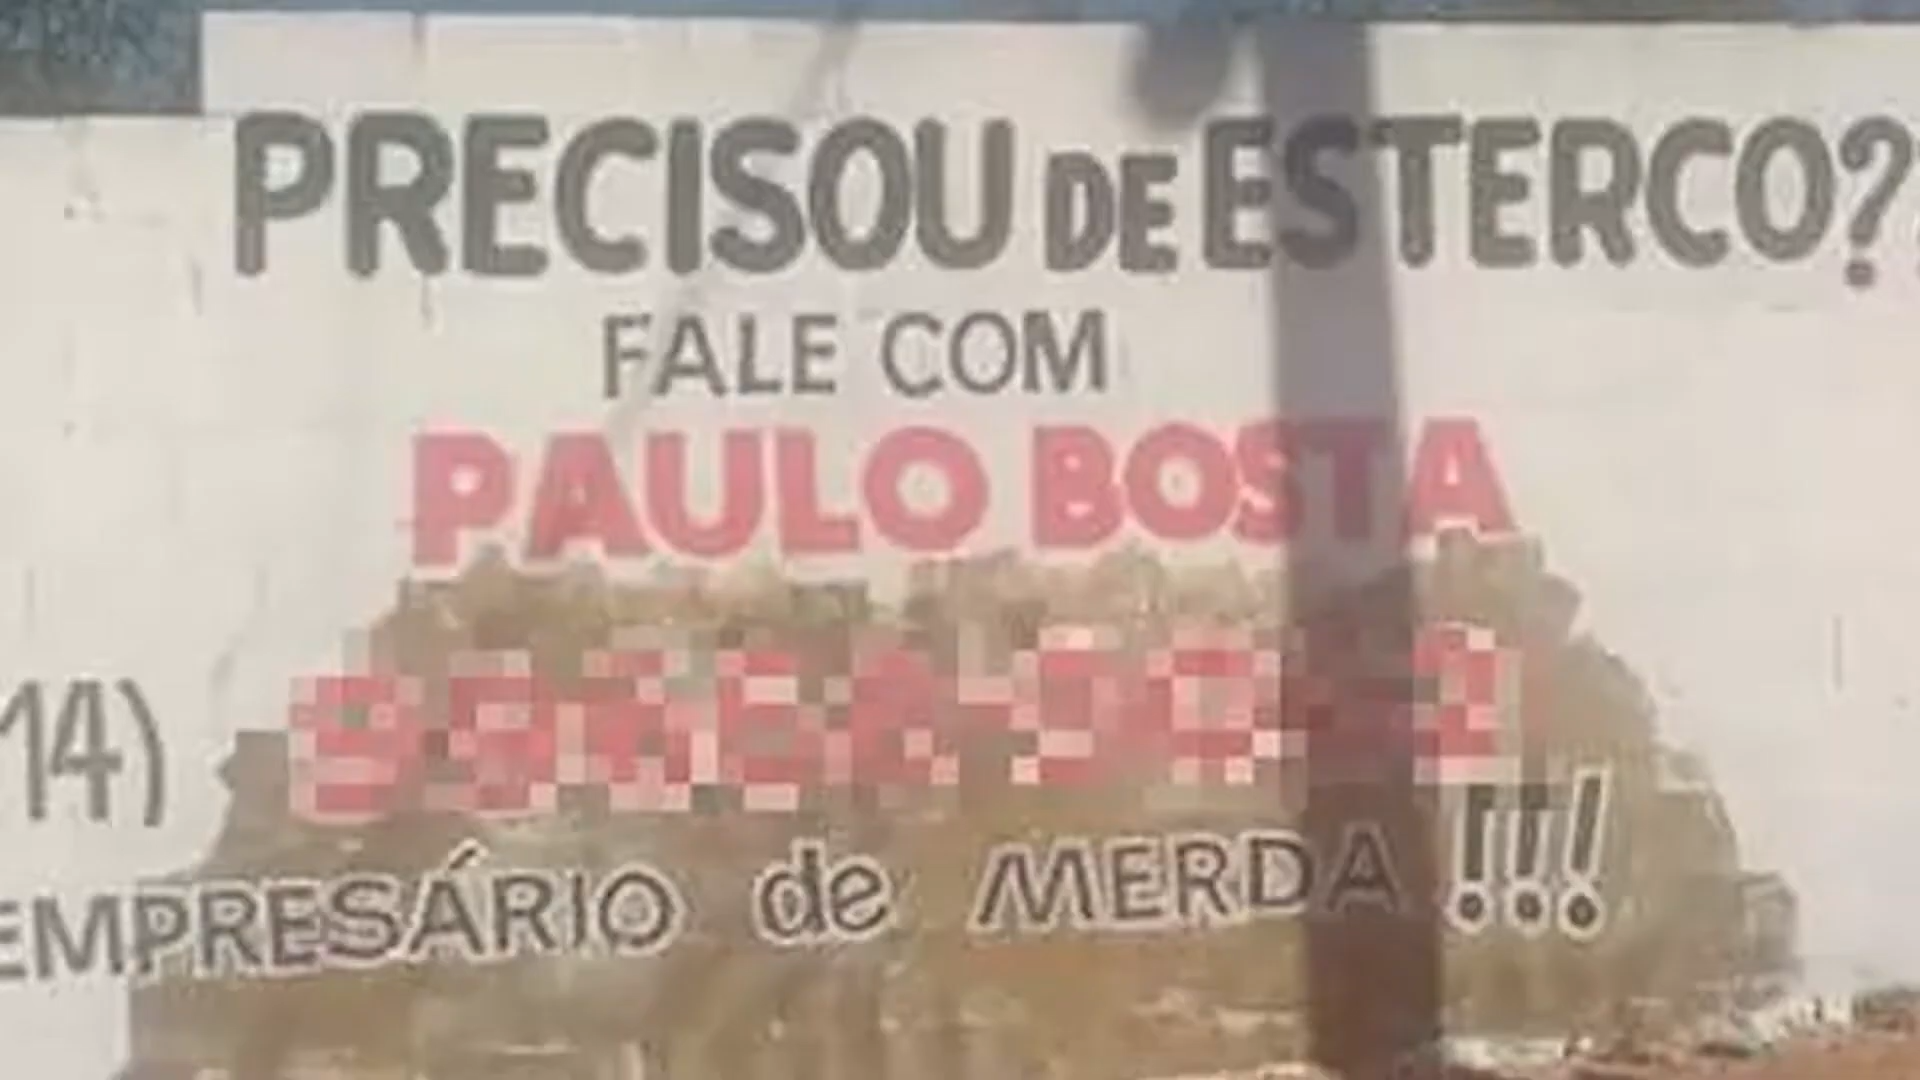 PRECISOU DE ESTERCO?
FALE COM
PAULO BOSTA
14)
EMPRESÁRIO de MERDA!!!